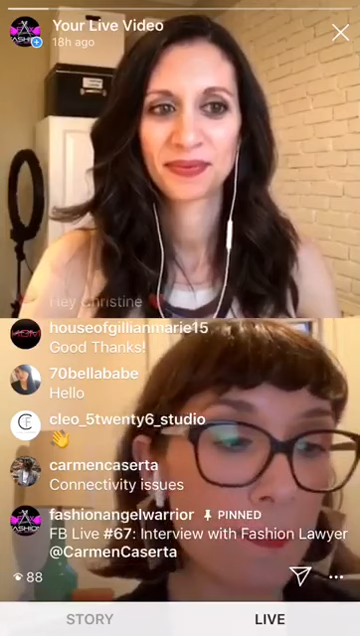 Your Live Video
18h ago
Hey Christine
houseofgillianmarie15
Good Thanks!
70bellababe
Hello
cleo_5twenty6_studio
👋
carmencaserta
Connectivity issues
fashionangelwarrior PINNED
FB Live #67: Interview with Fashion Lawyer
@CarmenCaserta
88
STORY LIVE